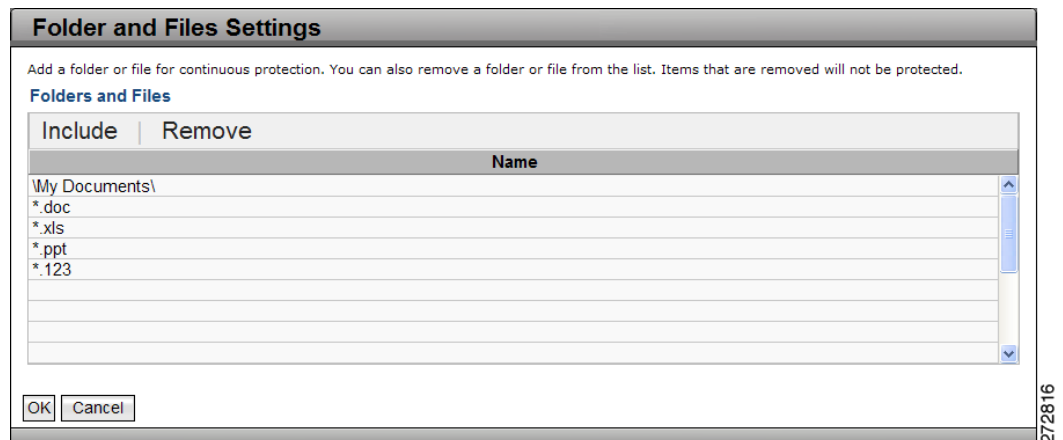 Folder and Files Settings
Add a folder or file for continuous protection. You can also remove a folder or file from the list. Items that are removed will not be protected.
Folders and Files
Include | Remove
Name
\My Documents\
*.doc
*.xls
*.ppt
*.123
OK Cancel
272816